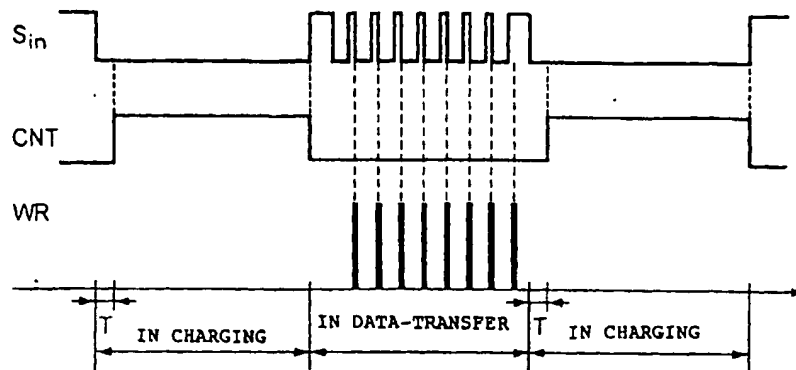 Sin
CNT
WR
T
IN CHARGING
IN DATA-TRANSFER
T
IN CHARGING